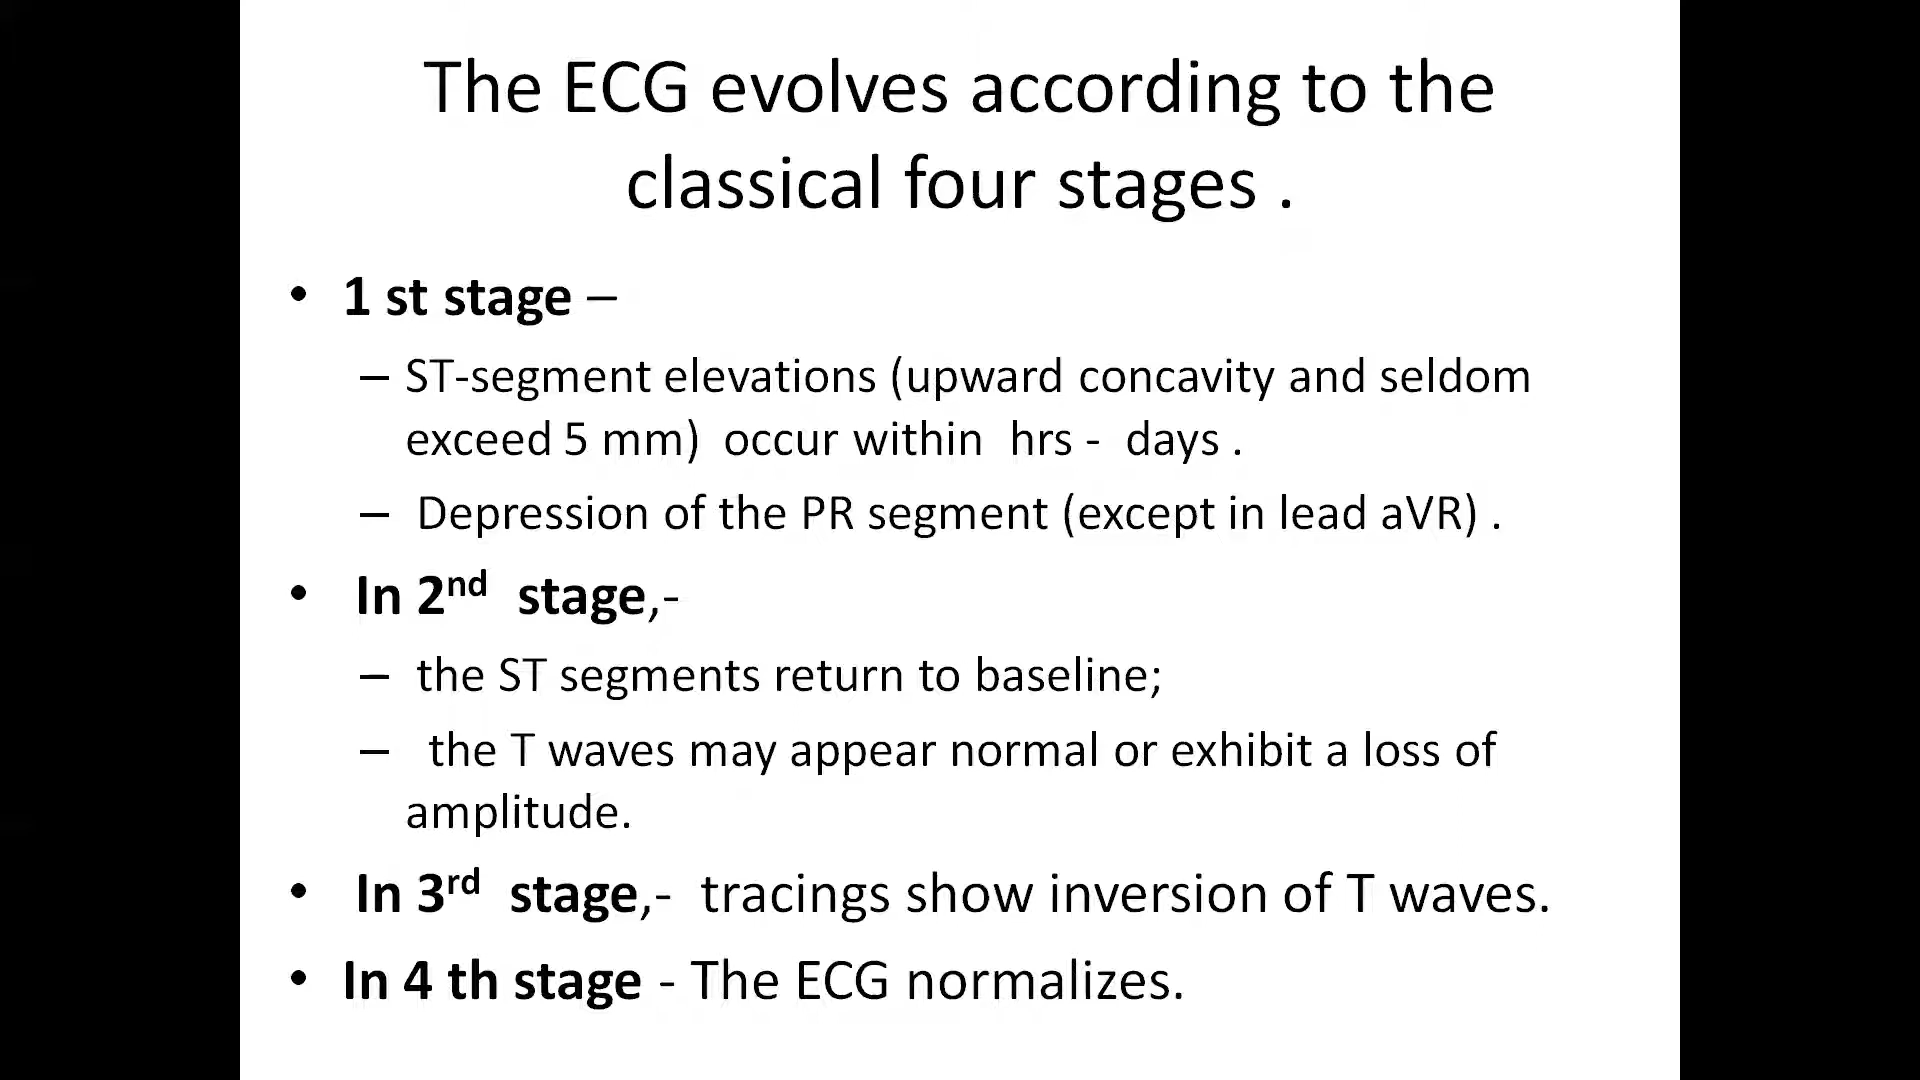 The ECG evolves according to the
classical four stages .
• 1 st stage –
– ST-segment elevations (upward concavity and seldom
exceed 5 mm)  occur within  hrs -  days .
–  Depression of the PR segment (except in lead aVR) .
•  In 2nd  stage,-
–  the ST segments return to baseline;
–   the T waves may appear normal or exhibit a loss of
amplitude.
•  In 3rd  stage,-  tracings show inversion of T waves.
• In 4 th stage - The ECG normalizes.